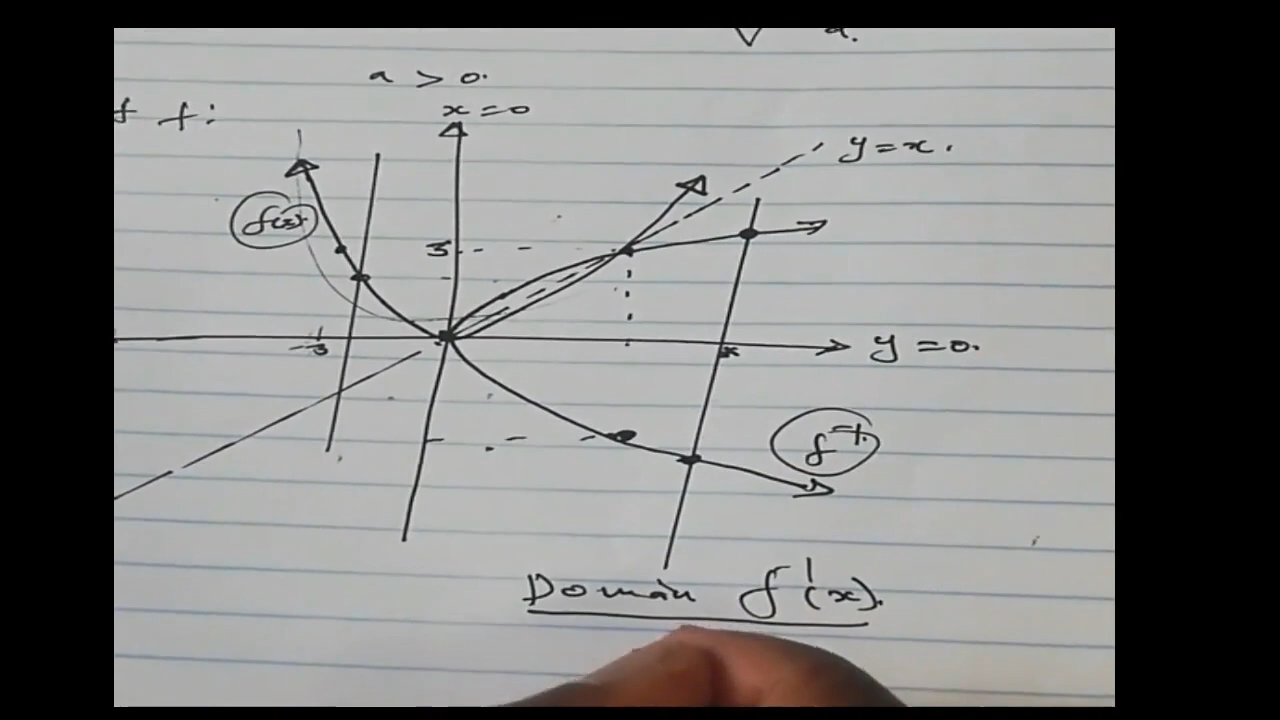 a.
a > 0.
x = 0
f f:
y = x.
f(x)
3
-3
x
y = 0.
f⁻¹.
Domain f⁻¹(x).